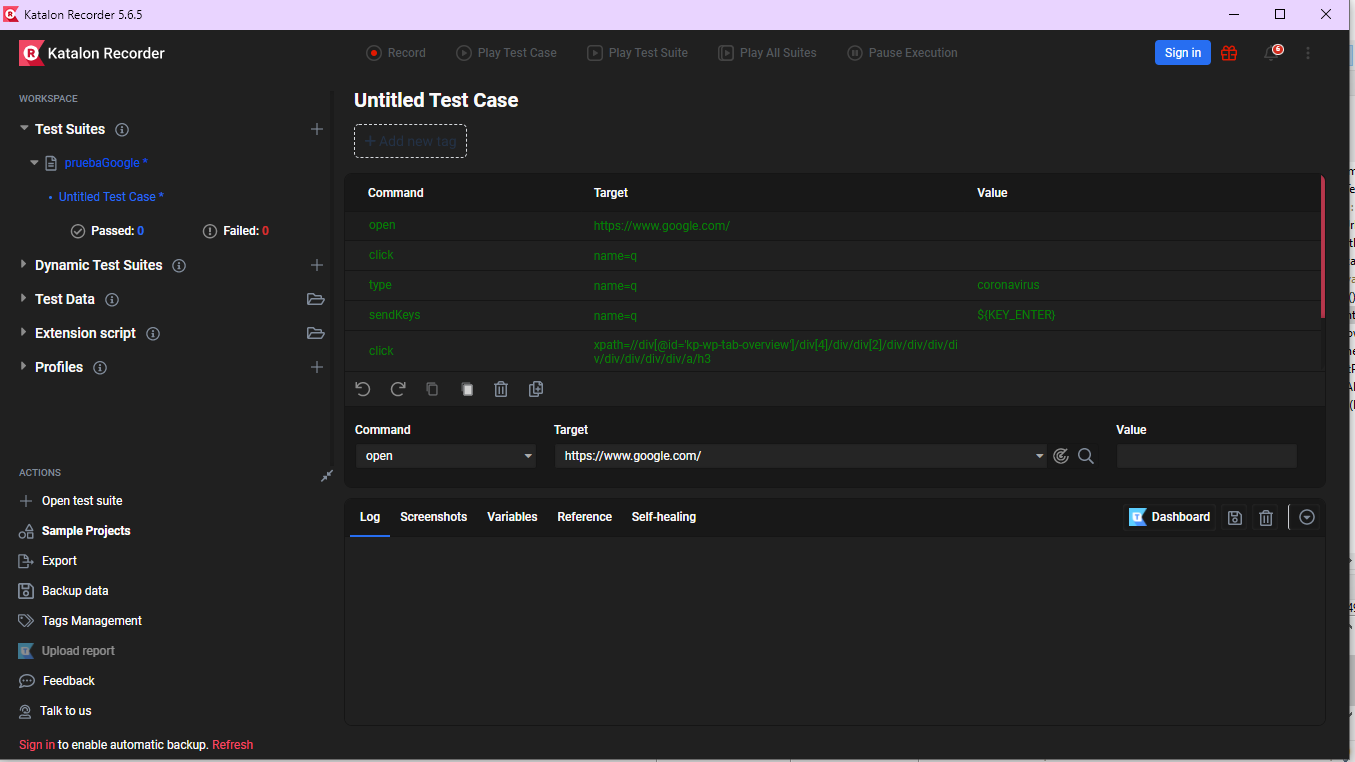 Katalon Recorder 5.6.5
Katalon Recorder
Record
Play Test Case
Play Test Suite
Play All Suites
Pause Execution
Sign in
6
WORKSPACE
Test Suites
pruebaGoogle *
Untitled Test Case *
Passed: 0
Failed: 0
Dynamic Test Suites
Test Data
Extension script
Profiles
Untitled Test Case
+ Add new tag
Command Target Value
open https://www.google.com/
click name=q
type name=q coronavirus
sendKeys name=q ${KEY_ENTER}
click xpath=//div[@id='kp-wp-tab-overview']/div[4]/div/div[2]/div/div/div/di
v/div/div/div/div/a/h3
Command Target Value
open https://www.google.com/
ACTIONS
Open test suite
Sample Projects
Export
Backup data
Tags Management
Upload report
Feedback
Talk to us
Sign in to enable automatic backup. Refresh
Log Screenshots Variables Reference Self-healing
Dashboard